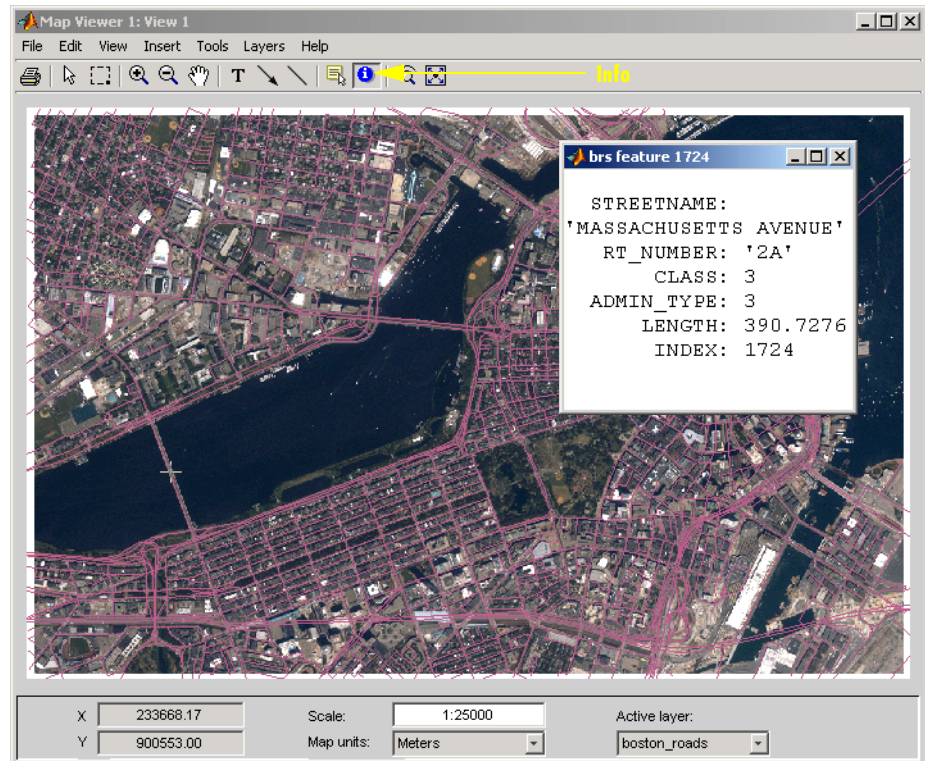 Map Viewer 1: View 1
File Edit View Insert Tools Layers Help
T
Info
brs feature 1724
STREETNAME:
'MASSACHUSETTS AVENUE'
RT_NUMBER: '2A'
CLASS: 3
ADMIN_TYPE: 3
LENGTH: 390.7276
INDEX: 1724
X 233668.17 Scale: 1:25000 Active layer:
Y 900553.00 Map units: Meters boston_roads